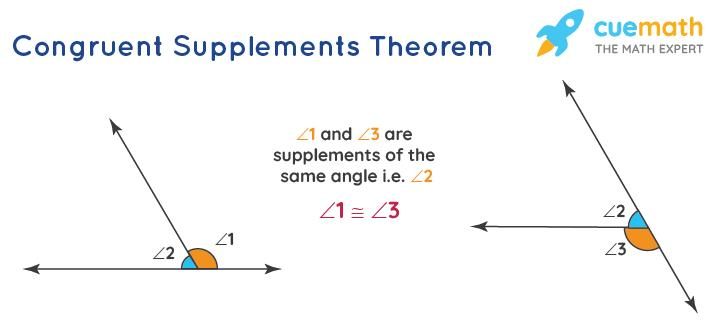 Congruent Supplements Theorem
cuemath
THE MATH EXPERT
∠1 and ∠3 are
supplements of the
same angle i.e. ∠2
∠1 ≅ ∠3
∠1
∠2
∠2
∠3